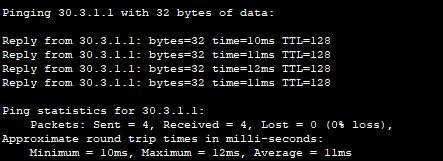 Pinging 30.3.1.1 with 32 bytes of data:
Reply from 30.3.1.1: bytes=32 time=10ms TTL=128
Reply from 30.3.1.1: bytes=32 time=11ms TTL=128
Reply from 30.3.1.1: bytes=32 time=12ms TTL=128
Reply from 30.3.1.1: bytes=32 time=11ms TTL=128
Ping statistics for 30.3.1.1:
Packets: Sent = 4, Received = 4, Lost = 0 (0% loss),
Approximate round trip times in milli-seconds:
Minimum = 10ms, Maximum = 12ms, Average = 11ms